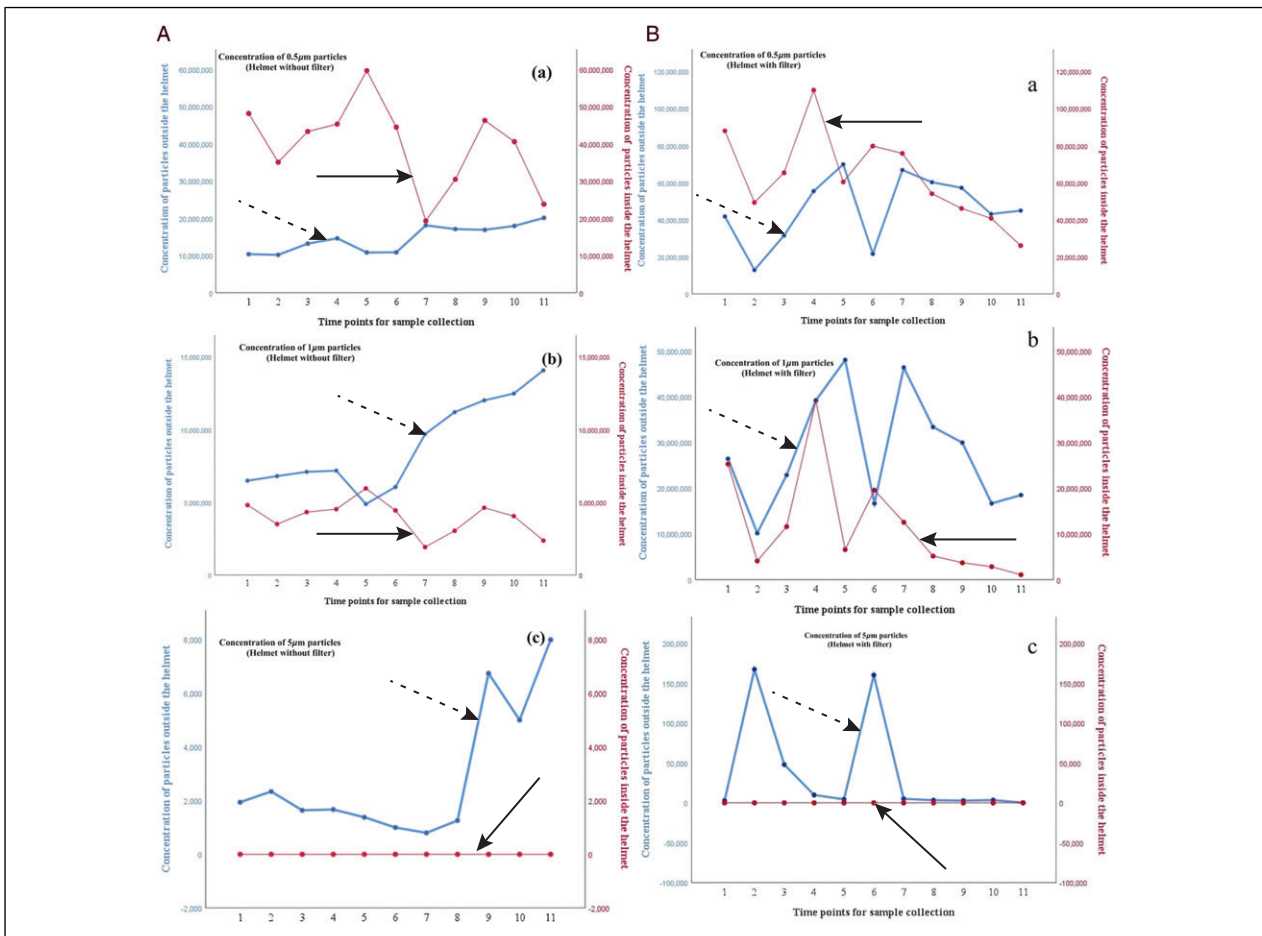 A
Concentration of 0.5µm particles
(Helmet without filter)
(a)
Concentration of particles outside the helmet
Concentration of particles inside the helmet
60,000,000
50,000,000
40,000,000
30,000,000
20,000,000
10,000,000
0
60,000,000
50,000,000
40,000,000
30,000,000
20,000,000
10,000,000
0
1 2 3 4 5 6 7 8 9 10 11
Time points for sample collection
Concentration of 1µm particles
(Helmet without filter)
(b)
Concentration of particles outside the helmet
Concentration of particles inside the helmet
15,000,000
10,000,000
5,000,000
0
15,000,000
10,000,000
5,000,000
0
1 2 3 4 5 6 7 8 9 10 11
Time points for sample collection
Concentration of 5µm particles
(Helmet without filter)
(c)
Concentration of particles outside the helmet
Concentration of particles inside the helmet
8,000
6,000
4,000
2,000
0
-2,000
8,000
6,000
4,000
2,000
0
-2,000
1 2 3 4 5 6 7 8 9 10 11
Time points for sample collection
B
Concentration of 0.5µm particles
(Helmet with filter)
a
Concentration of particles outside the helmet
Concentration of particles inside the helmet
120,000,000
100,000,000
80,000,000
60,000,000
40,000,000
20,000,000
0
120,000,000
100,000,000
80,000,000
60,000,000
40,000,000
20,000,000
0
1 2 3 4 5 6 7 8 9 10 11
Time points for sample collection
Concentration of 1µm particles
(Helmet with filter)
b
Concentration of particles outside the helmet
Concentration of particles inside the helmet
50,000,000
40,000,000
30,000,000
20,000,000
10,000,000
0
50,000,000
40,000,000
30,000,000
20,000,000
10,000,000
0
1 2 3 4 5 6 7 8 9 10 11
Time points for sample collection
Concentration of 5µm particles
(Helmet with filter)
c
Concentration of particles outside the helmet
Concentration of particles inside the helmet
200,000
150,000
100,000
50,000
0
-50,000
-100,000
200,000
150,000
100,000
50,000
0
-50,000
-100,000
1 2 3 4 5 6 7 8 9 10 11
Time points for sample collection